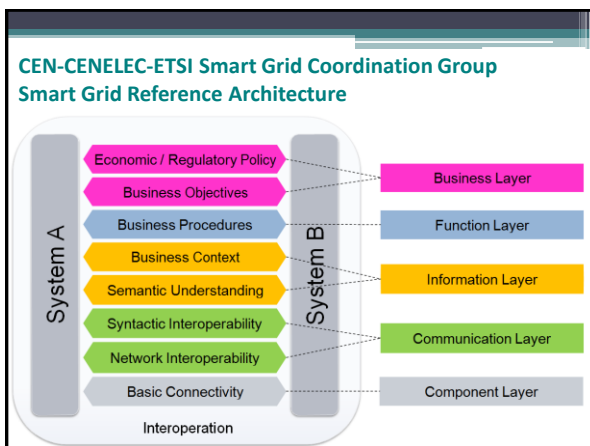 CEN-CENELEC-ETSI Smart Grid Coordination Group
Smart Grid Reference Architecture
System A
Economic / Regulatory Policy
Business Objectives
Business Procedures
Business Context
Semantic Understanding
Syntactic Interoperability
Network Interoperability
Basic Connectivity
Interoperation
System B
Business Layer
Function Layer
Information Layer
Communication Layer
Component Layer